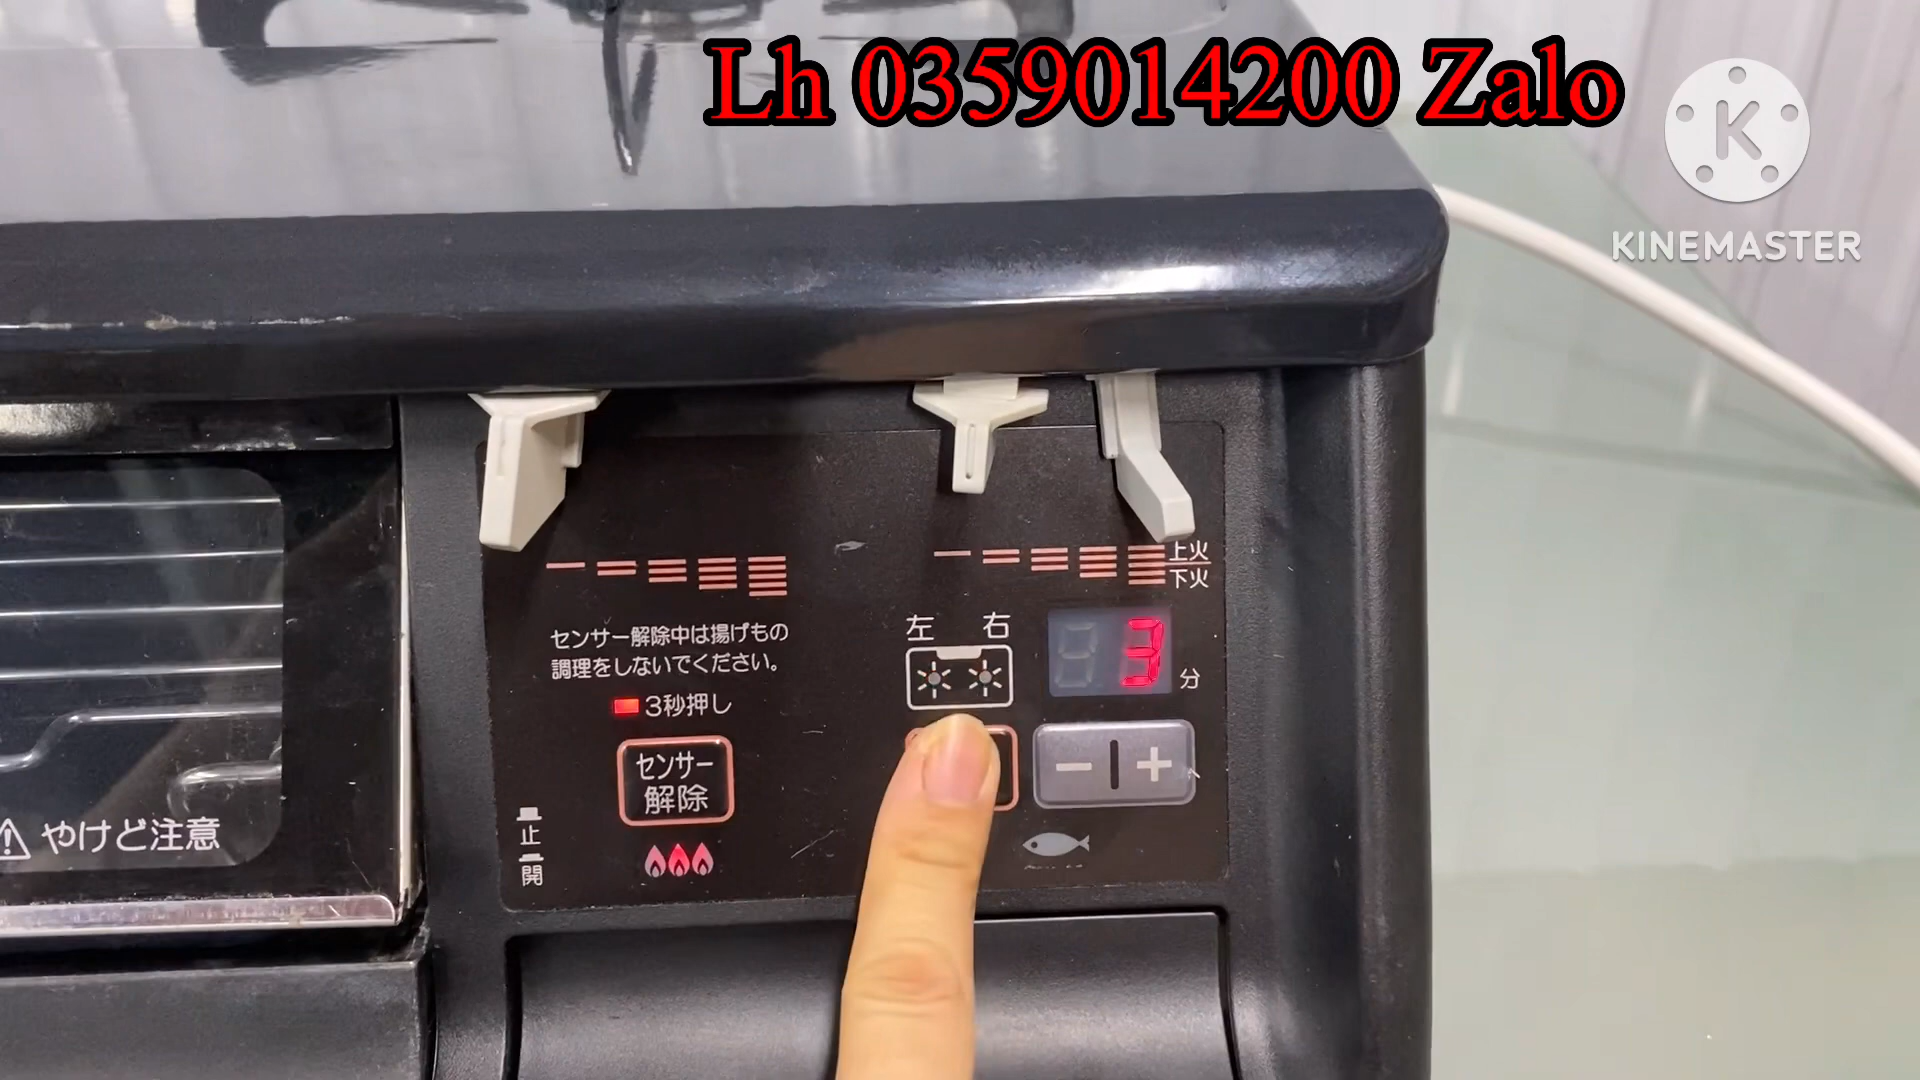 Lh 0359014200 Zalo
K
KINEMASTER
上火
下火
左 右
センサー解除中は揚げもの
調理をしないでください。
3
分
3秒押し
センサー
解除
− +
止
開
やけど注意